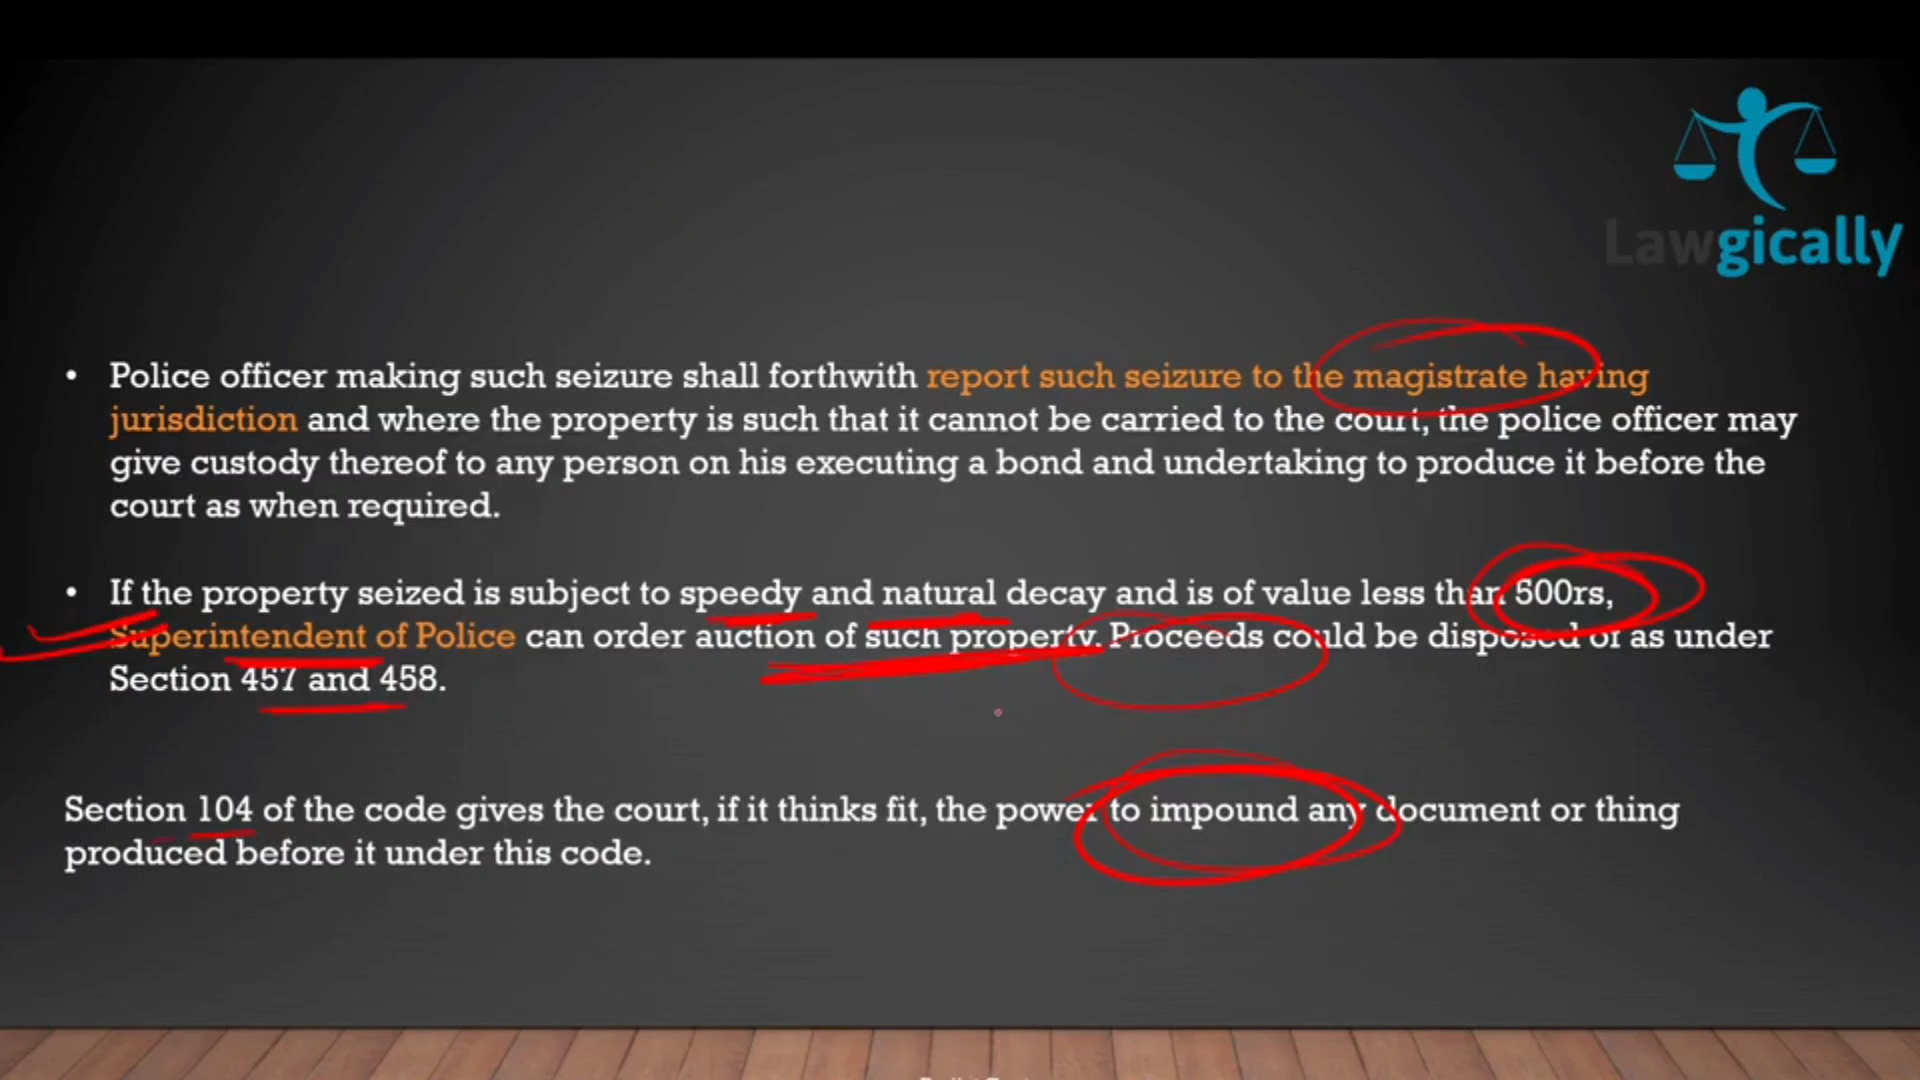 Lawgically
• Police officer making such seizure shall forthwith report such seizure to the magistrate having
jurisdiction and where the property is such that it cannot be carried to the court, the police officer may
give custody thereof to any person on his executing a bond and undertaking to produce it before the
court as when required.
• If the property seized is subject to speedy and natural decay and is of value less than 500rs,
Superintendent of Police can order auction of such property. Proceeds could be disposed of as under
Section 457 and 458.
Section 104 of the code gives the court, if it thinks fit, the power to impound any document or thing
produced before it under this code.